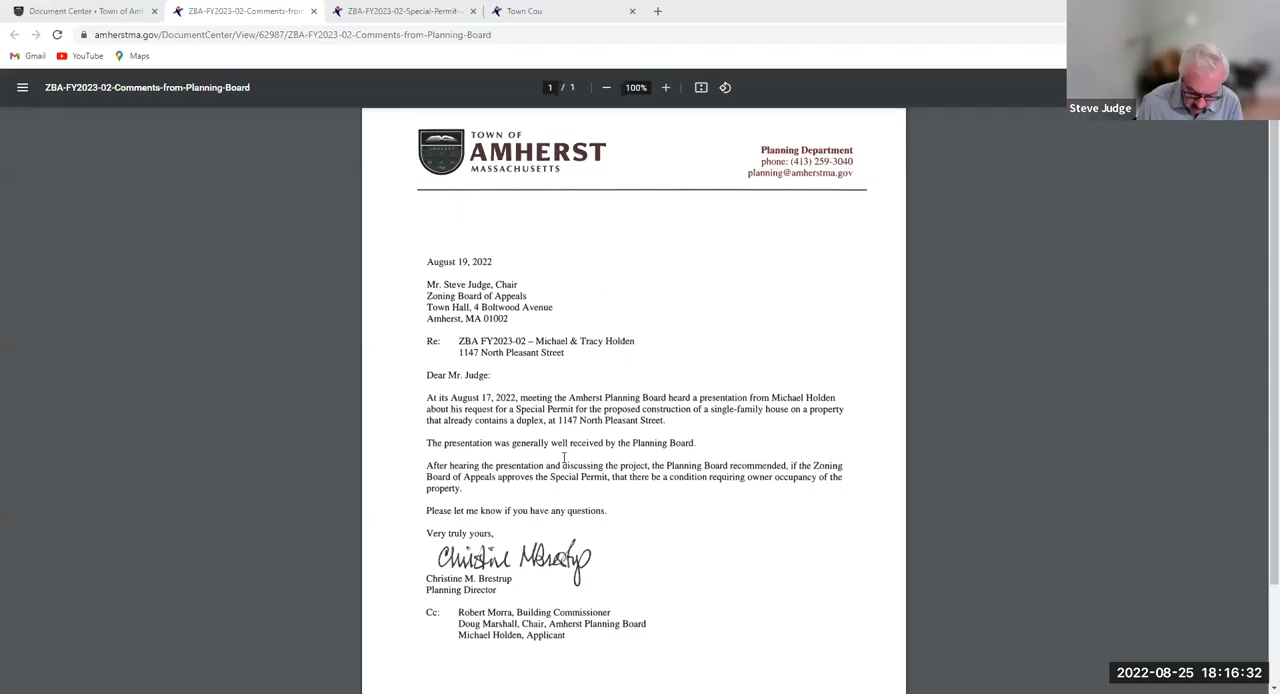 Document Center • Town of Am
ZBA-FY2023-02-Comments-from
ZBA-FY2023-02-Special-Permit-
Town Cou
amherstma.gov/DocumentCenter/View/62987/ZBA-FY2023-02-Comments-from-Planning-Board
Gmail
YouTube
Maps
ZBA-FY2023-02-Comments-from-Planning-Board
1 / 1
100%
Steve Judge
TOWN OF
AMHERST
MASSACHUSETTS
Planning Department
phone: (413) 259-3040
planning@amherstma.gov
August 19, 2022
Mr. Steve Judge, Chair
Zoning Board of Appeals
Town Hall, 4 Boltwood Avenue
Amherst, MA 01002
Re: ZBA FY2023-02 – Michael & Tracy Holden
1147 North Pleasant Street
Dear Mr. Judge:
At its August 17, 2022, meeting the Amherst Planning Board heard a presentation from Michael Holden
about his request for a Special Permit for the proposed construction of a single-family house on a property
that already contains a duplex, at 1147 North Pleasant Street.
The presentation was generally well received by the Planning Board.
After hearing the presentation and discussing the project, the Planning Board recommended, if the Zoning
Board of Appeals approves the Special Permit, that there be a condition requiring owner occupancy of the
property.
Please let me know if you have any questions.
Very truly yours,
Christine M Brestrup
Christine M. Brestrup
Planning Director
Cc: Robert Morra, Building Commissioner
Doug Marshall, Chair, Amherst Planning Board
Michael Holden, Applicant
2022-08-25 18:16:32